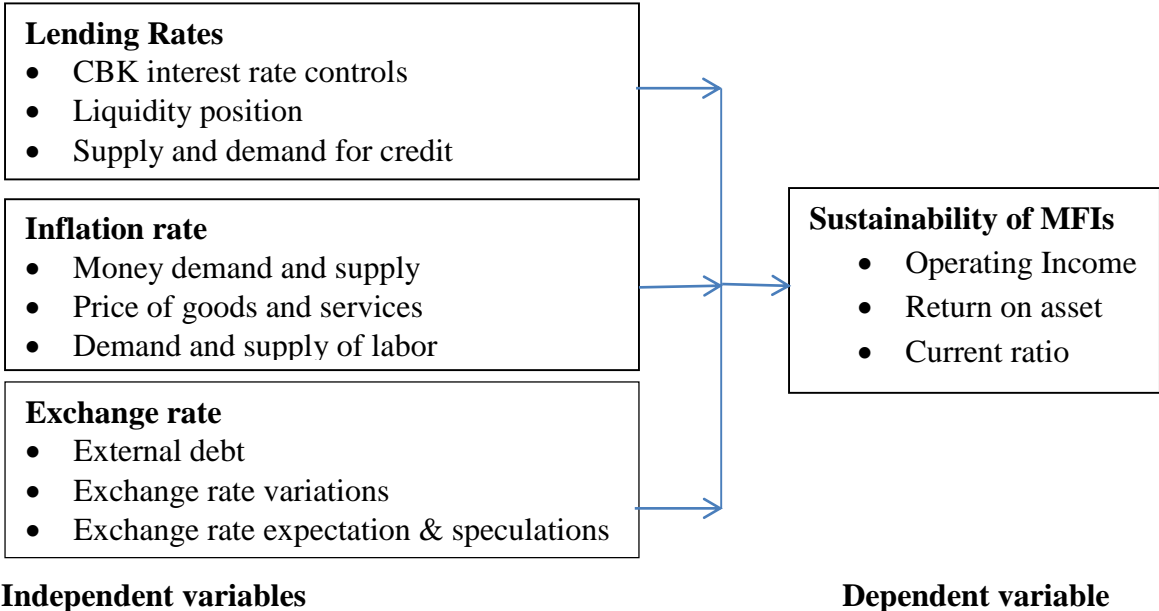 Lending Rates
• CBK interest rate controls
• Liquidity position
• Supply and demand for credit
Inflation rate
• Money demand and supply
• Price of goods and services
• Demand and supply of labor
Exchange rate
• External debt
• Exchange rate variations
• Exchange rate expectation & speculations
Sustainability of MFIs
• Operating Income
• Return on asset
• Current ratio
Independent variables
Dependent variable